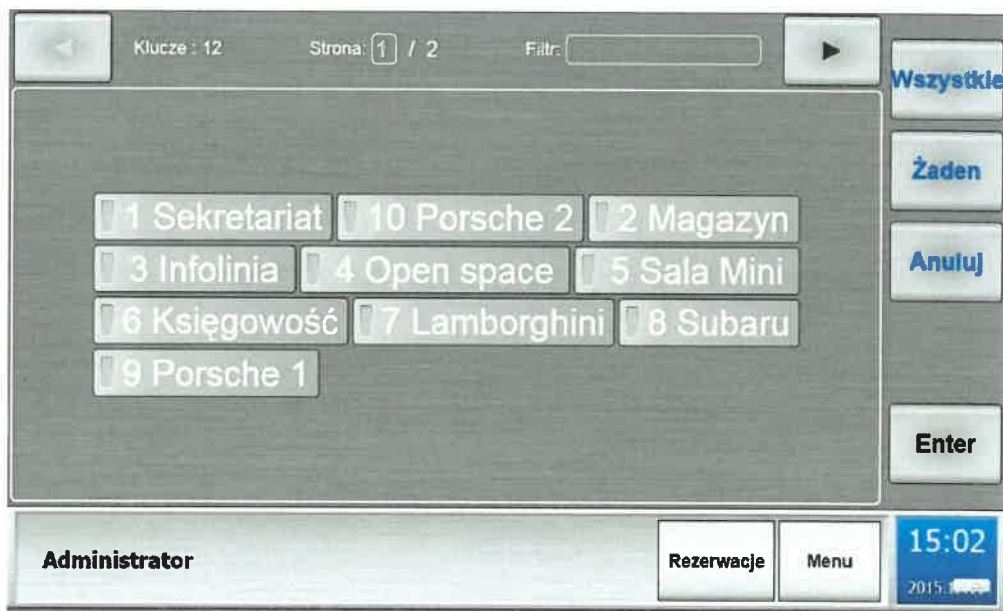 Klucze : 12 Strona: 1 / 2 Filtr:
Wszystkie
Żaden
Anuluj
Enter
1 Sekretariat 10 Porsche 2 2 Magazyn
3 Infolinia 4 Open space 5 Sala Mini
6 Księgowość 7 Lamborghini 8 Subaru
9 Porsche 1
Administrator Rezerwacje Menu
15:02